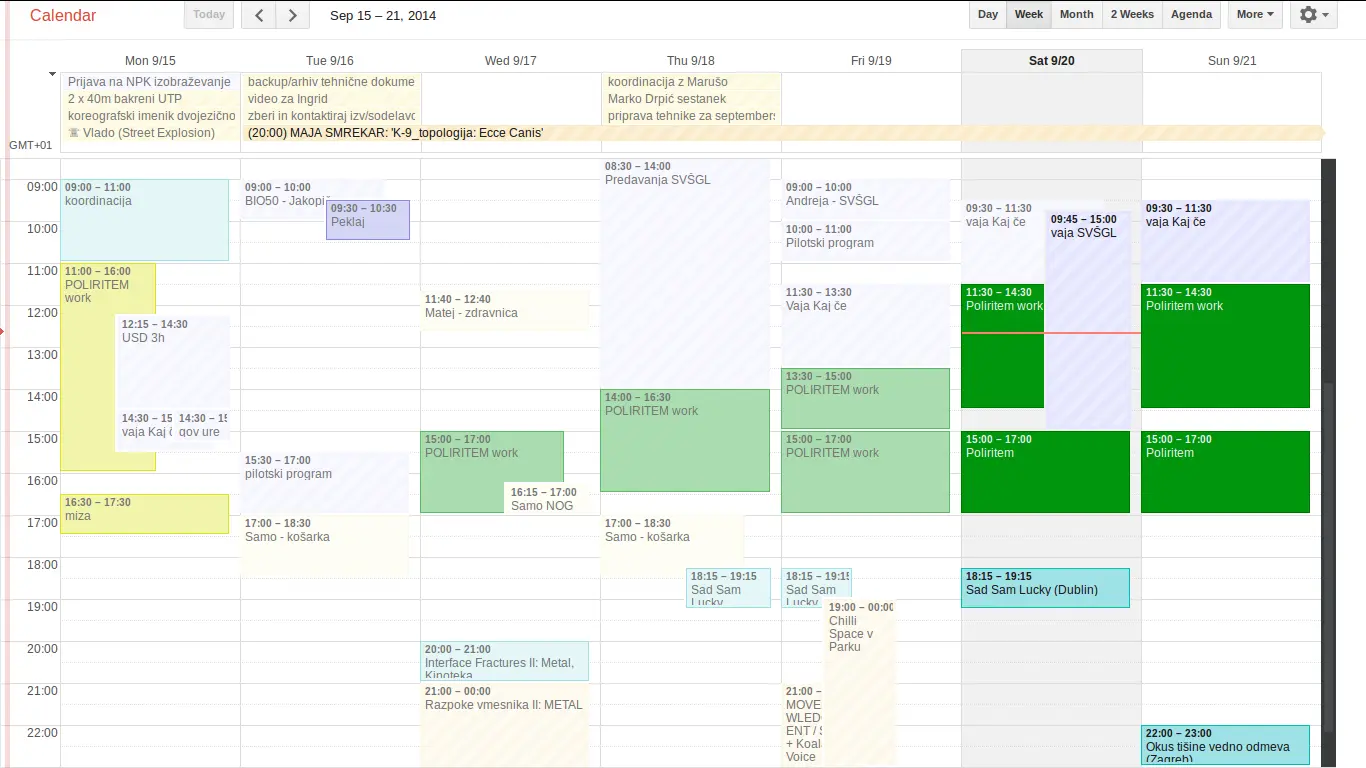 Calendar
Today
Sep 15 – 21, 2014
Day
Week
Month
2 Weeks
Agenda
More
Mon 9/15
Tue 9/16
Wed 9/17
Thu 9/18
Fri 9/19
Sat 9/20
Sun 9/21
GMT+01
Prijava na NPK izobraževanje
2 x 40m bakreni UTP
koreografski imenik dvojezično
Vlado (Street Explosion)
backup/arhiv tehnične dokume
video za Ingrid
zberi in kontaktiraj izv/sodelavc
(20:00) MAJA SMREKAR: 'K-9_topologija: Ecce Canis'
koordinacija z Marušo
Marko Drpić sestanek
priprava tehnike za septembers
09:00
10:00
11:00
12:00
13:00
14:00
15:00
16:00
17:00
18:00
19:00
20:00
21:00
22:00
09:00 – 11:00
koordinacija
11:00 – 16:00
POLIRITEM
work
12:15 – 14:30
USD 3h
14:30 – 15
vaja Kaj č
14:30 – 15
gov ure
16:30 – 17:30
miza
09:00 – 10:00
BIO50 - Jakopič
09:30 – 10:30
Peklaj
15:30 – 17:00
pilotski program
17:00 – 18:30
Samo - košarka
11:40 – 12:40
Matej - zdravnica
15:00 – 17:00
POLIRITEM work
16:15 – 17:00
Samo NOG
20:00 – 21:00
Interface Fractures II: Metal,
Kinoteka
21:00 – 00:00
Razpoke vmesnika II: METAL
08:30 – 14:00
Predavanja SVŠGL
14:00 – 16:30
POLIRITEM work
17:00 – 18:30
Samo - košarka
18:15 – 19:15
Sad Sam
Lucky
09:00 – 10:00
Andreja - SVŠGL
10:00 – 11:00
Pilotski program
11:30 – 13:30
Vaja Kaj če
13:30 – 15:00
POLIRITEM work
15:00 – 17:00
POLIRITEM work
18:15 – 19:15
Sad Sam
Lucky
19:00 – 00:00
Chilli
Space v
Parku
21:00 –
MOVE
WLED
ENT / S
+ Koal
Voice
09:30 – 11:30
vaja Kaj če
09:45 – 15:00
vaja SVŠGL
11:30 – 14:30
Poliritem work
15:00 – 17:00
Poliritem
18:15 – 19:15
Sad Sam Lucky (Dublin)
09:30 – 11:30
vaja Kaj če
11:30 – 14:30
Poliritem work
15:00 – 17:00
Poliritem
22:00 – 23:00
Okus tišine vedno odmeva
(Zagreb)